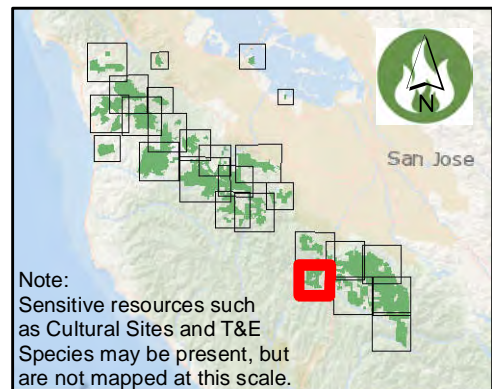 N
San Jose
Note:
Sensitive resources such
as Cultural Sites and T&E
Species may be present, but
are not mapped at this scale.